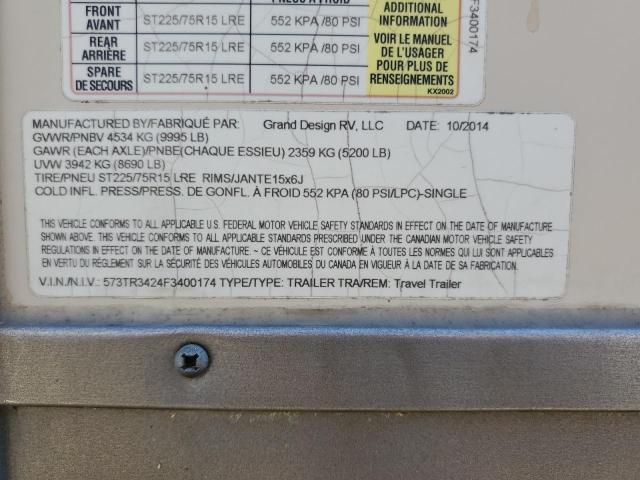 PRESS À FROID
FRONT
AVANT
ST225/75R15 LRE
552 KPA /80 PSI
REAR
ARRIÈRE
ST225/75R15 LRE
552 KPA /80 PSI
SPARE
DE SECOURS
ST225/75R15 LRE
552 KPA /80 PSI
ADDITIONAL
INFORMATION
VOIR LE MANUEL
DE L'USAGER
POUR PLUS DE
RENSEIGNEMENTS
KX2002
F3400174
MANUFACTURED BY/FABRIQUÉ PAR: Grand Design RV, LLC DATE: 10/2014
GVWR/PNBV 4534 KG (9995 LB)
GAWR (EACH AXLE)/PNBE(CHAQUE ESSIEU) 2359 KG (5200 LB)
UVW 3942 KG (8690 LB)
TIRE/PNEU ST225/75R15 LRE RIMS/JANTE15x6J
COLD INFL. PRESS/PRESS. DE GONFL. À FROID 552 KPA (80 PSI/LPC)-SINGLE
THIS VEHICLE CONFORMS TO ALL APPLICABLE U.S. FEDERAL MOTOR VEHICLE SAFETY STANDARDS IN EFFECT ON THE DATE OF MANUFACTURE
SHOWN ABOVE. THIS VEHICLE CONFORMS TO ALL APPLICABLE STANDARDS PRESCRIBED UNDER THE CANADIAN MOTOR VEHICLE SAFETY
REGULATIONS IN EFFECT ON THE DATE OF MANUFACTURE. ~ CE VÉHICULE EST CONFORME À TOUTES LES NORMES QUI LUI SONT APPLICABLES
EN VERTU DU RÉGLEMENT SUR LA SÉCURITÉ DES VÉHICULES AUTOMOBILES DU CANADA EN VIGUEUR À LA DATE DE SA FABRICATION.
V.I.N./N.I.V.: 573TR3424F3400174 TYPE/TYPE: TRAILER TRA/REM: Travel Trailer